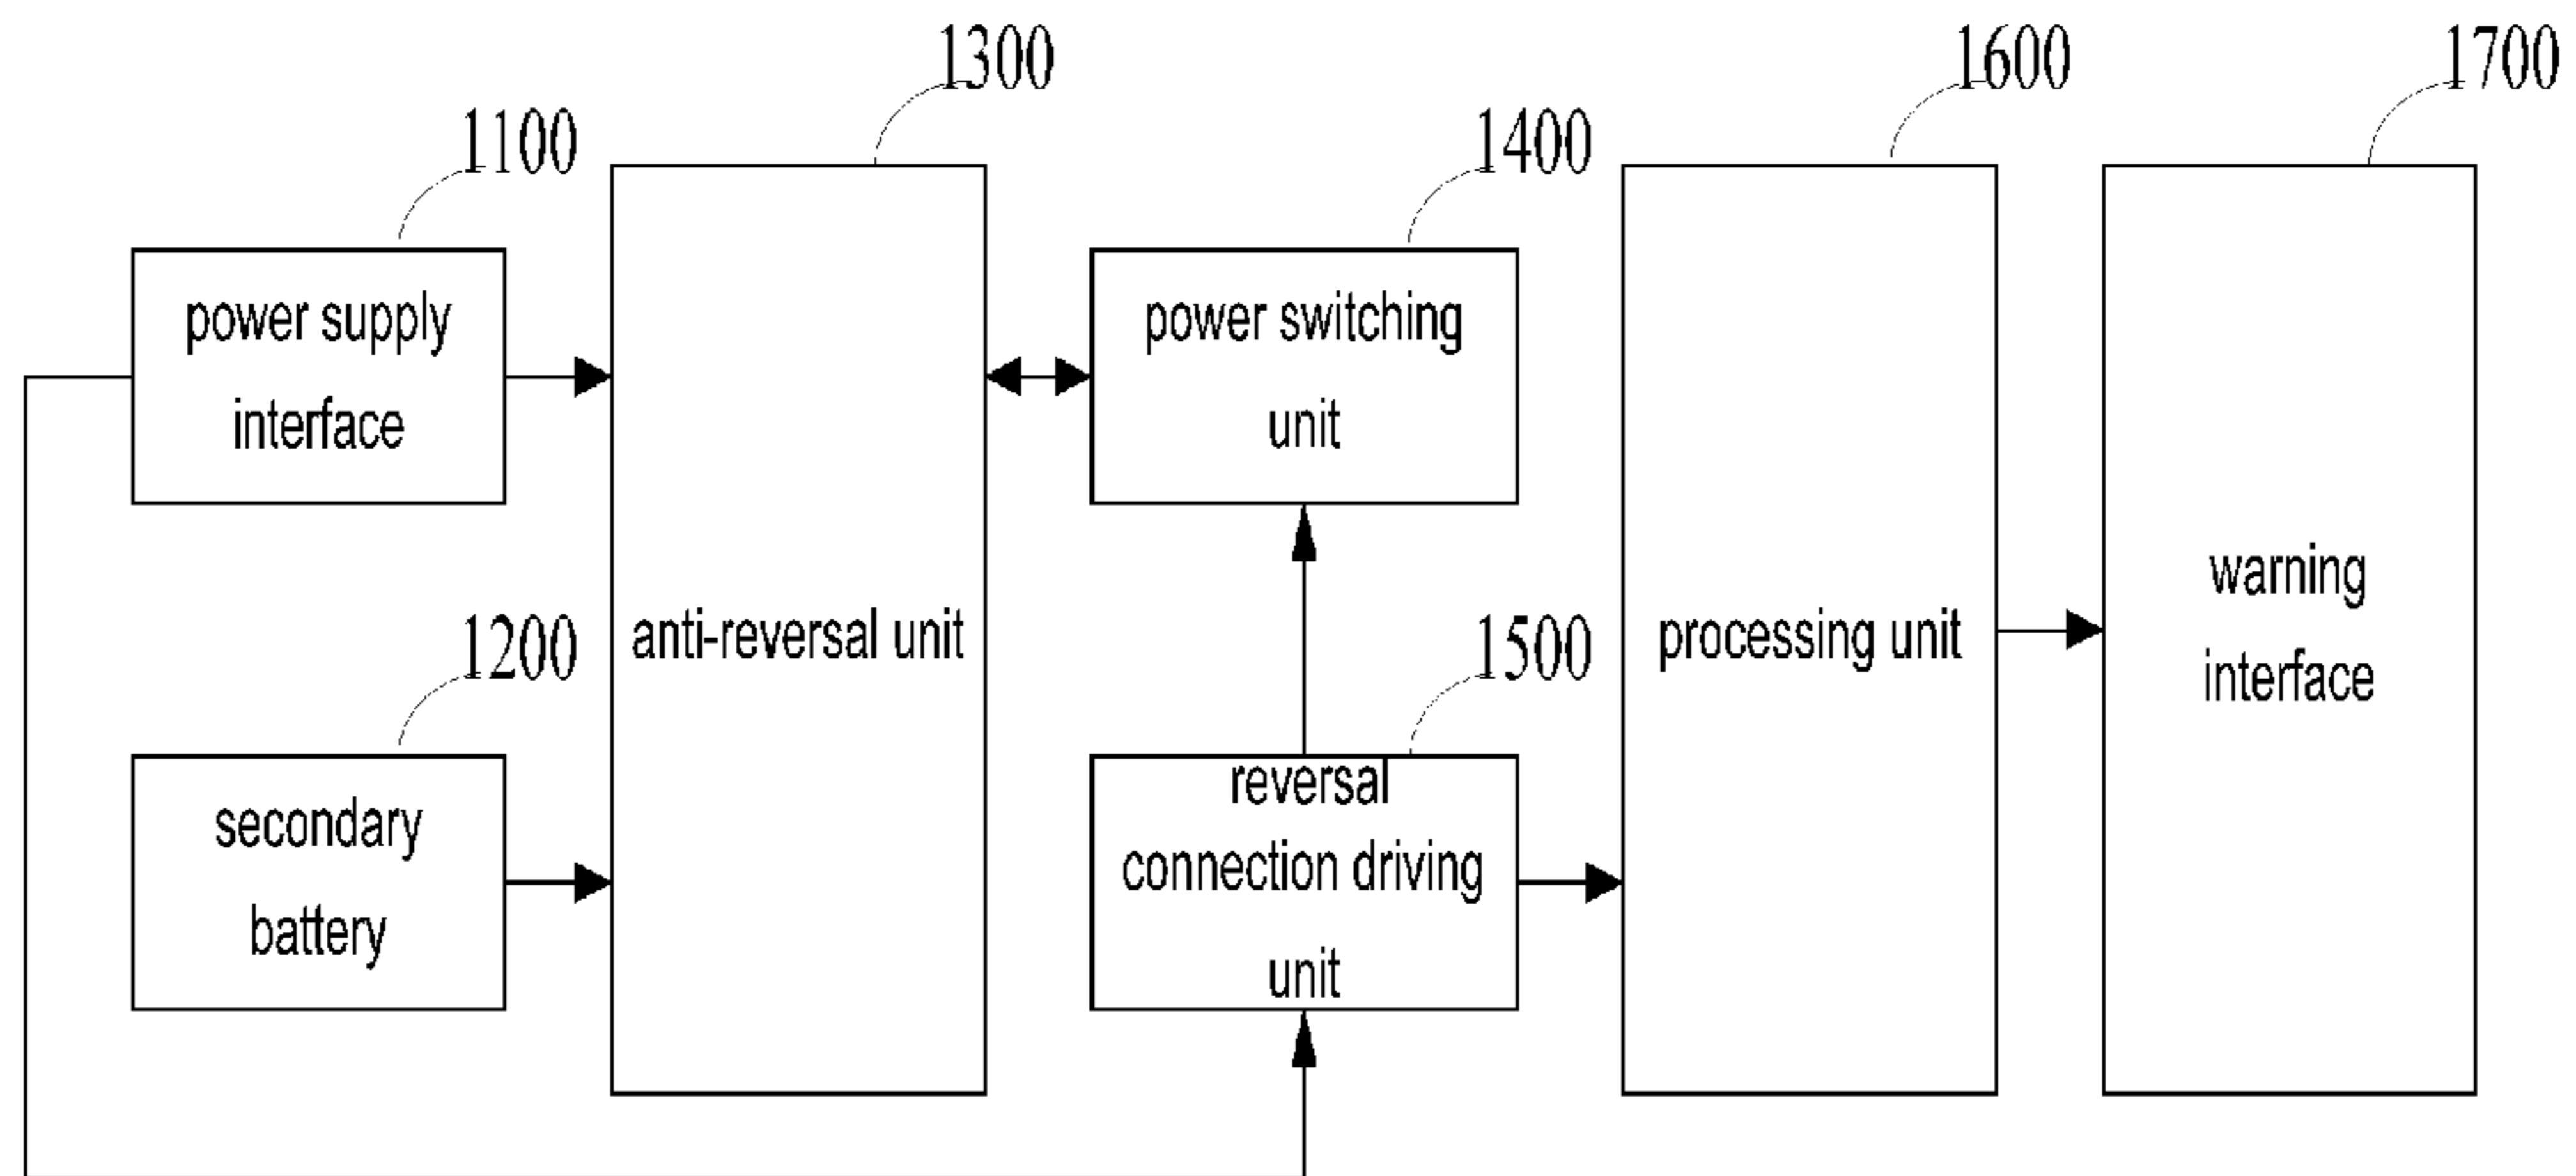 1300
1600
1700
1100
1400
power supply
interface
power switching
unit
anti-reversal unit
processing unit
warning
interface
1200
1500
secondary
battery
reversal
connection driving
unit